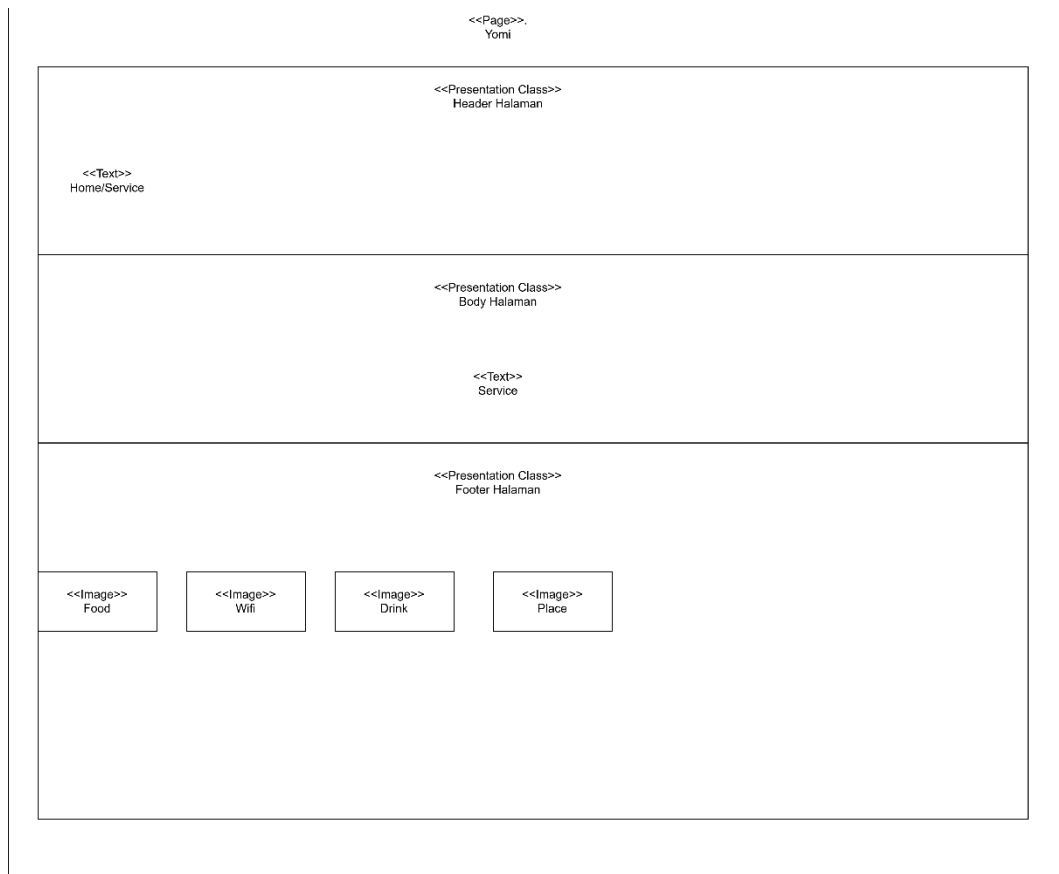 <<Page>>.
Yomi
<<Presentation Class>>
Header Halaman
<<Text>>
Home/Service
<<Presentation Class>>
Body Halaman
<<Text>>
Service
<<Presentation Class>>
Footer Halaman
<<Image>>
Food
<<Image>>
Wifi
<<Image>>
Drink
<<Image>>
Place